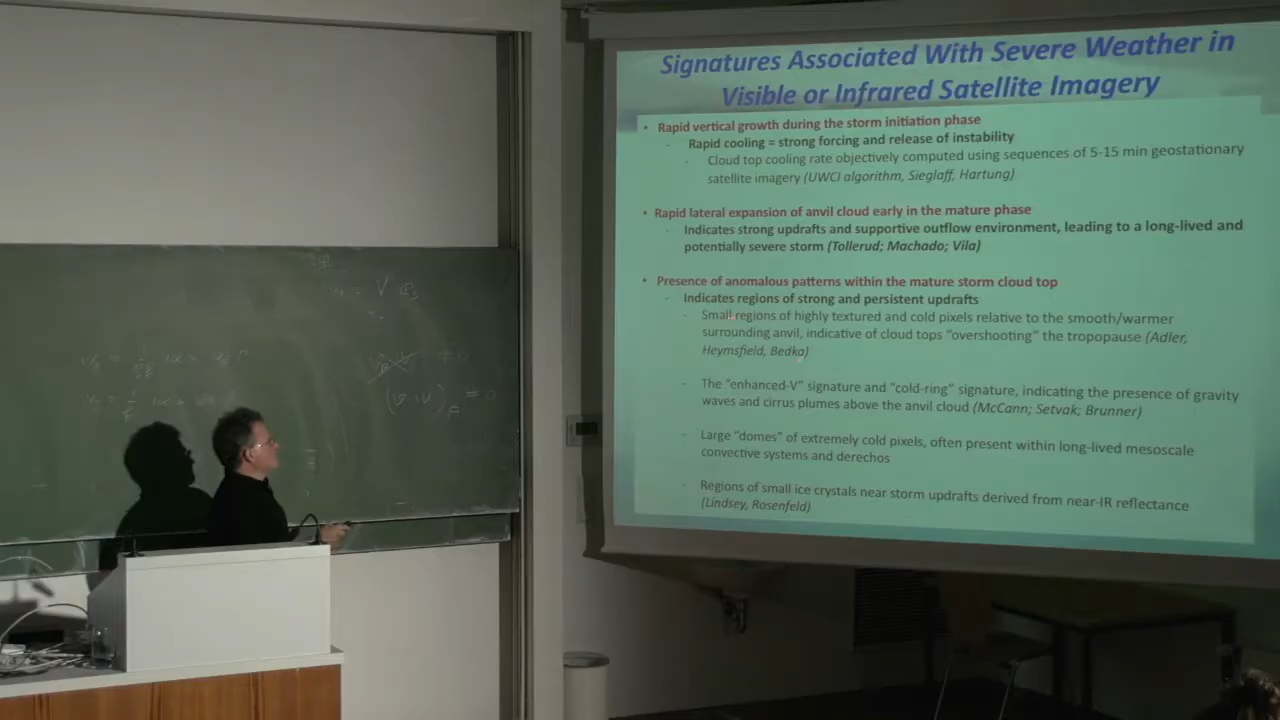 Signatures Associated With Severe Weather in
Visible or Infrared Satellite Imagery
• Rapid vertical growth during the storm initiation phase
- Rapid cooling = strong forcing and release of instability
- Cloud top cooling rate objectively computed using sequences of 5-15 min geostationary
satellite imagery (UWCI algorithm, Sieglaff, Hartung)
• Rapid lateral expansion of anvil cloud early in the mature phase
- Indicates strong updrafts and supportive outflow environment, leading to a long-lived and
potentially severe storm (Tollerud; Machado; Vila)
• Presence of anomalous patterns within the mature storm cloud top
- Indicates regions of strong and persistent updrafts
- Small regions of highly textured and cold pixels relative to the smooth/warmer
surrounding anvil, indicative of cloud tops "overshooting" the tropopause (Adler,
Heymsfield, Bedka)
- The "enhanced-V" signature and "cold-ring" signature, indicating the presence of gravity
waves and cirrus plumes above the anvil cloud (McCann; Setvak; Brunner)
- Large "domes" of extremely cold pixels, often present within long-lived mesoscale
convective systems and derechos
- Regions of small ice crystals near storm updrafts derived from near-IR reflectance
(Lindsey, Rosenfeld)